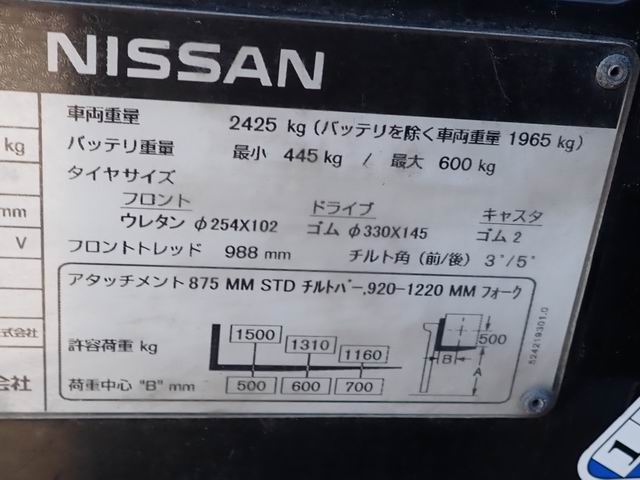 NISSAN
車両重量 2425 kg (バッテリを除く車両重量 1965 kg)
kg
バッテリ重量 最小 445 kg / 最大 600 kg
タイヤサイズ
フロント ドライブ キャスタ
mm
ウレタン φ254X102 ゴム φ330X145 ゴム 2
V
フロントトレッド 988 mm チルト角 (前/後) 3°/5°
アタッチメント 875 MM STD チルトバー,920-1220 MM フォーク
許容荷重 kg 1500 1310 1160
荷重中心 "B" mm 500 600 700
500
B
A
524219301.0
株式会社
会社
1